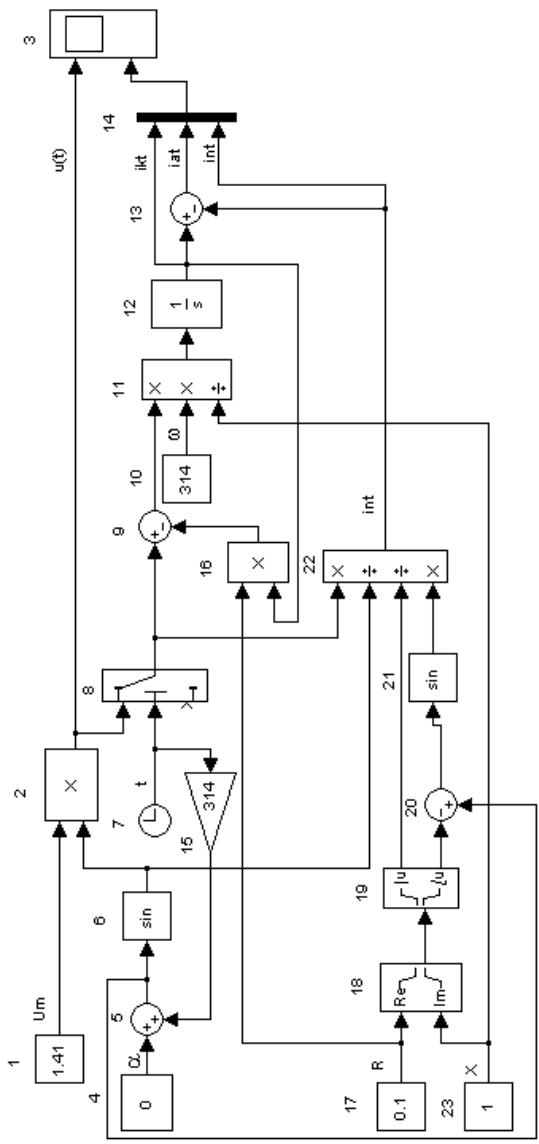 1
Um
1.41
2
×
u(t)
3
4
0
α
5
+
+
6
sin
7
t
8
9
+
-
10
314
ω
11
×
×
÷
12
1
s
13
+
-
14
ikt
iat
int
15
314
16
×
17
R
0.1
18
Re
Im
19
|u|
∠u
20
-
+
21
sin
22
×
÷
÷
×
int
23
X
1